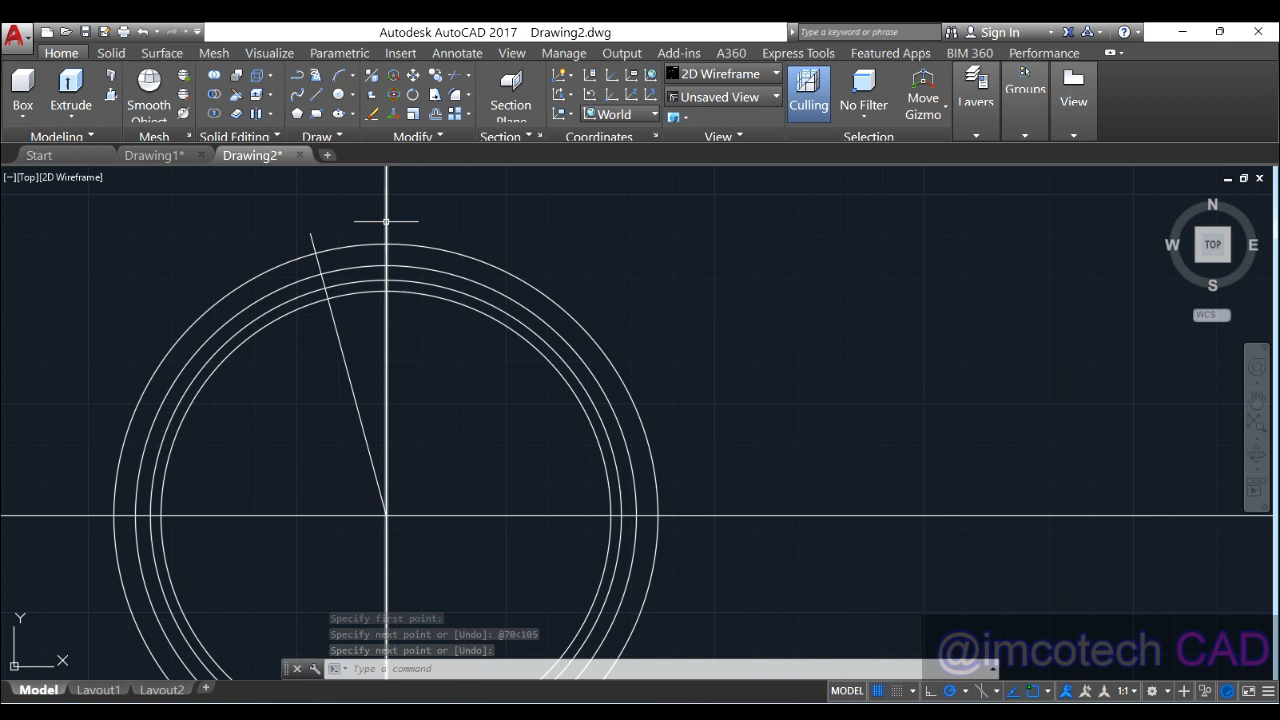 Autodesk AutoCAD 2017 Drawing2.dwg
Type a keyword or phrase
Sign In
Home Solid Surface Mesh Visualize Parametric Insert Annotate View Manage Output Add-ins A360 Express Tools Featured Apps BIM 360 Performance
Box
Extrude
Smooth
Object
Section
Plane
World
2D Wireframe
Unsaved View
Culling
No Filter
Move
Gizmo
Layers
Groups
View
Modeling Mesh Solid Editing Draw Modify Section Coordinates View Selection
Start Drawing1* Drawing2*
[−][Top][2D Wireframe]
N
W TOP E
S
WCS
Y
X
Specify first point:
Specify next point or [Undo]: @70<105
Specify next point or [Undo]:
Type a command
@imcotech CAD
Model Layout1 Layout2 +
MODEL
1:1